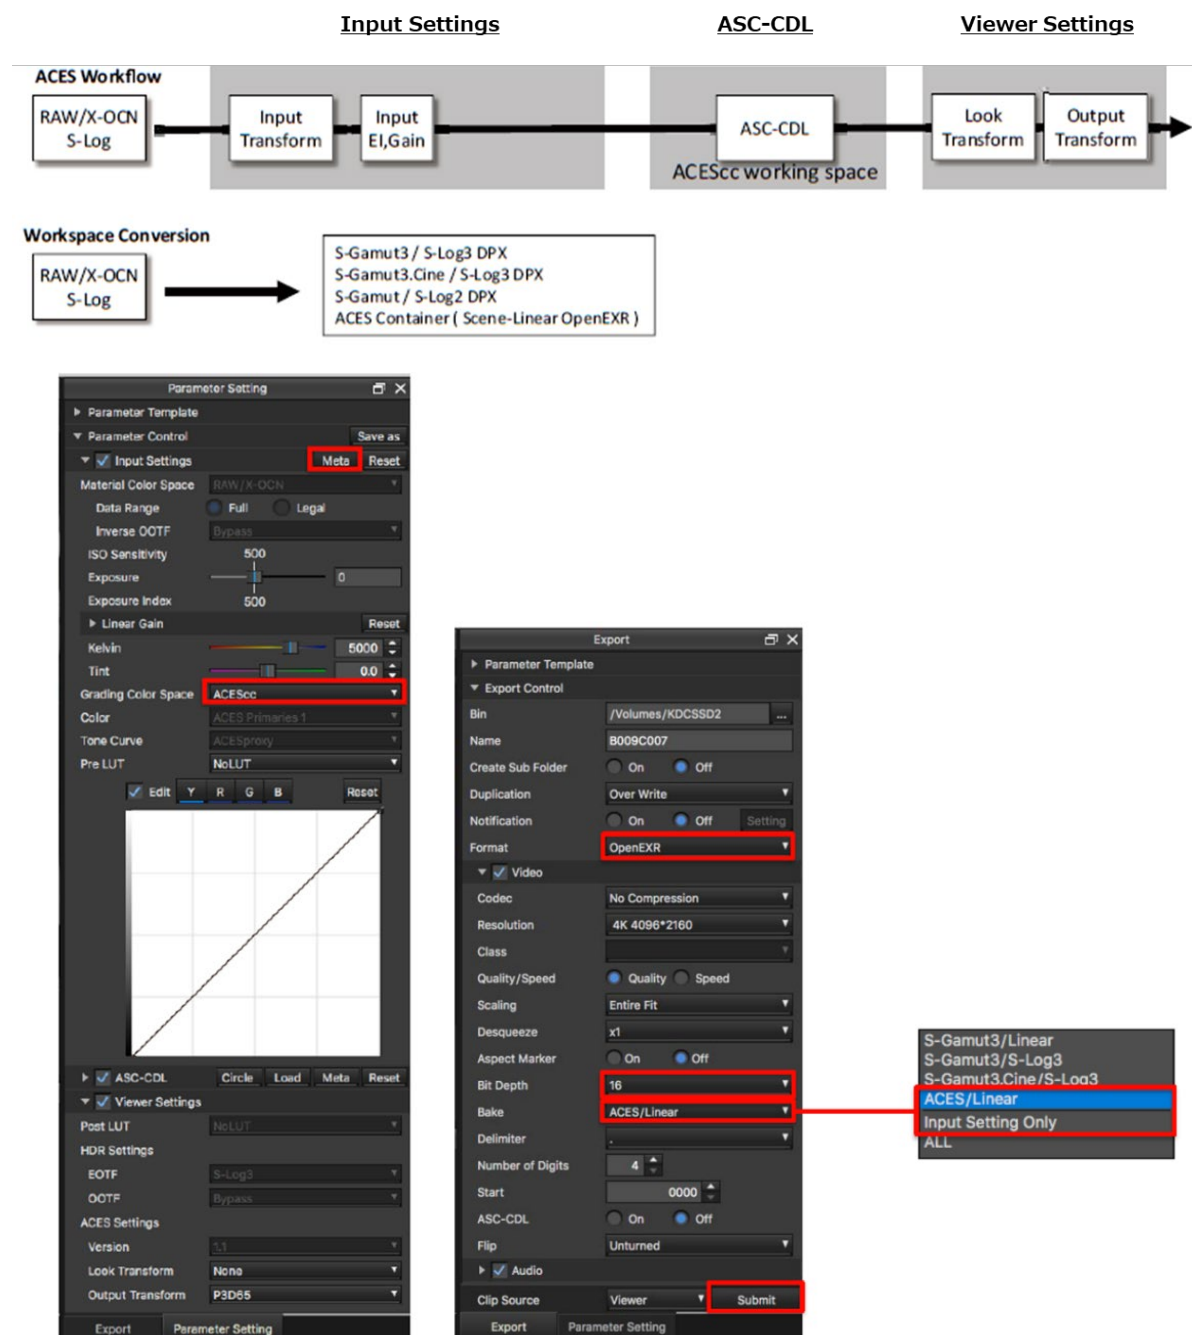 Input Settings
ASC-CDL
Viewer Settings
ACES Workflow
RAW/X-OCN
S-Log
Input
Transform
Input
EI,Gain
ASC-CDL
ACEScc working space
Look
Transform
Output
Transform
Workspace Conversion
RAW/X-OCN
S-Log
S-Gamut3 / S-Log3 DPX
S-Gamut3.Cine / S-Log3 DPX
S-Gamut / S-Log2 DPX
ACES Container ( Scene-Linear OpenEXR )
Parameter Setting
Parameter Template
Parameter Control Save as
Input Settings Meta Reset
Material Color Space RAW/X-OCN
Data Range Full Legal
Inverse OOTF Bypass
ISO Sensitivity 500
Exposure 0
Exposure Index 500
Linear Gain Reset
Kelvin 5000
Tint 0.0
Grading Color Space ACEScc
Color ACES Primaries 1
Tone Curve ACESproxy
Pre LUT NoLUT
Edit Y R G B Reset
ASC-CDL Circle Load Meta Reset
Viewer Settings
Post LUT NoLUT
HDR Settings
EOTF S-Log3
OOTF Bypass
ACES Settings
Version 1.1
Look Transform None
Output Transform P3D65
Export Parameter Setting
Export
Parameter Template
Export Control
Bin /Volumes/KDCSSD2 ...
Name B009C007
Create Sub Folder On Off
Duplication Over Write
Notification On Off Setting
Format OpenEXR
Video
Codec No Compression
Resolution 4K 4096*2160
Class
Quality/Speed Quality Speed
Scaling Entire Fit
Desqueeze x1
Aspect Marker On Off
Bit Depth 16
Bake ACES/Linear
Delimiter .
Number of Digits 4
Start 0000
ASC-CDL On Off
Flip Unturned
Audio
Clip Source Viewer Submit
Export Parameter Setting
S-Gamut3/Linear
S-Gamut3/S-Log3
S-Gamut3.Cine/S-Log3
ACES/Linear
Input Setting Only
ALL